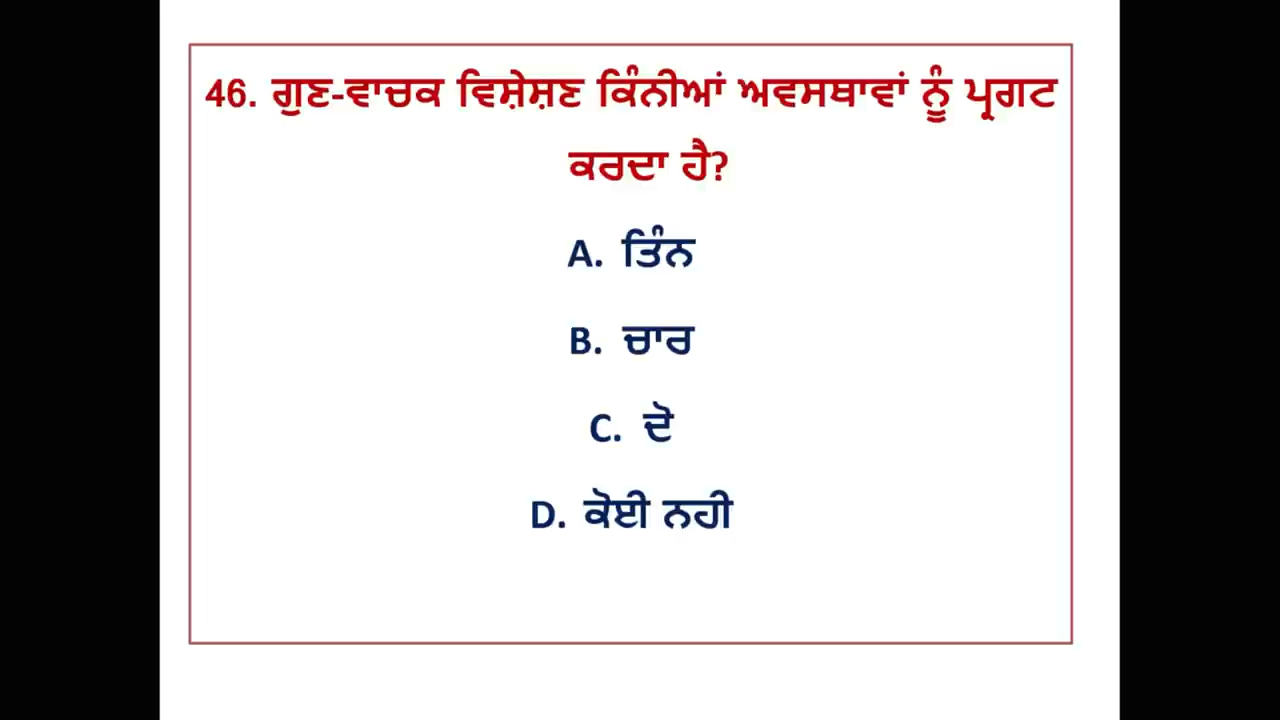 46. ਗੁਣ-ਵਾਚਕ ਵਿਸ਼ੇਸ਼ਣ ਕਿੰਨੀਆਂ ਅਵਸਥਾਵਾਂ ਨੂੰ ਪ੍ਰਗਟ
ਕਰਦਾ ਹੈ?
A. ਤਿੰਨ
B. ਚਾਰ
C. ਦੋ
D. ਕੋਈ ਨਹੀ